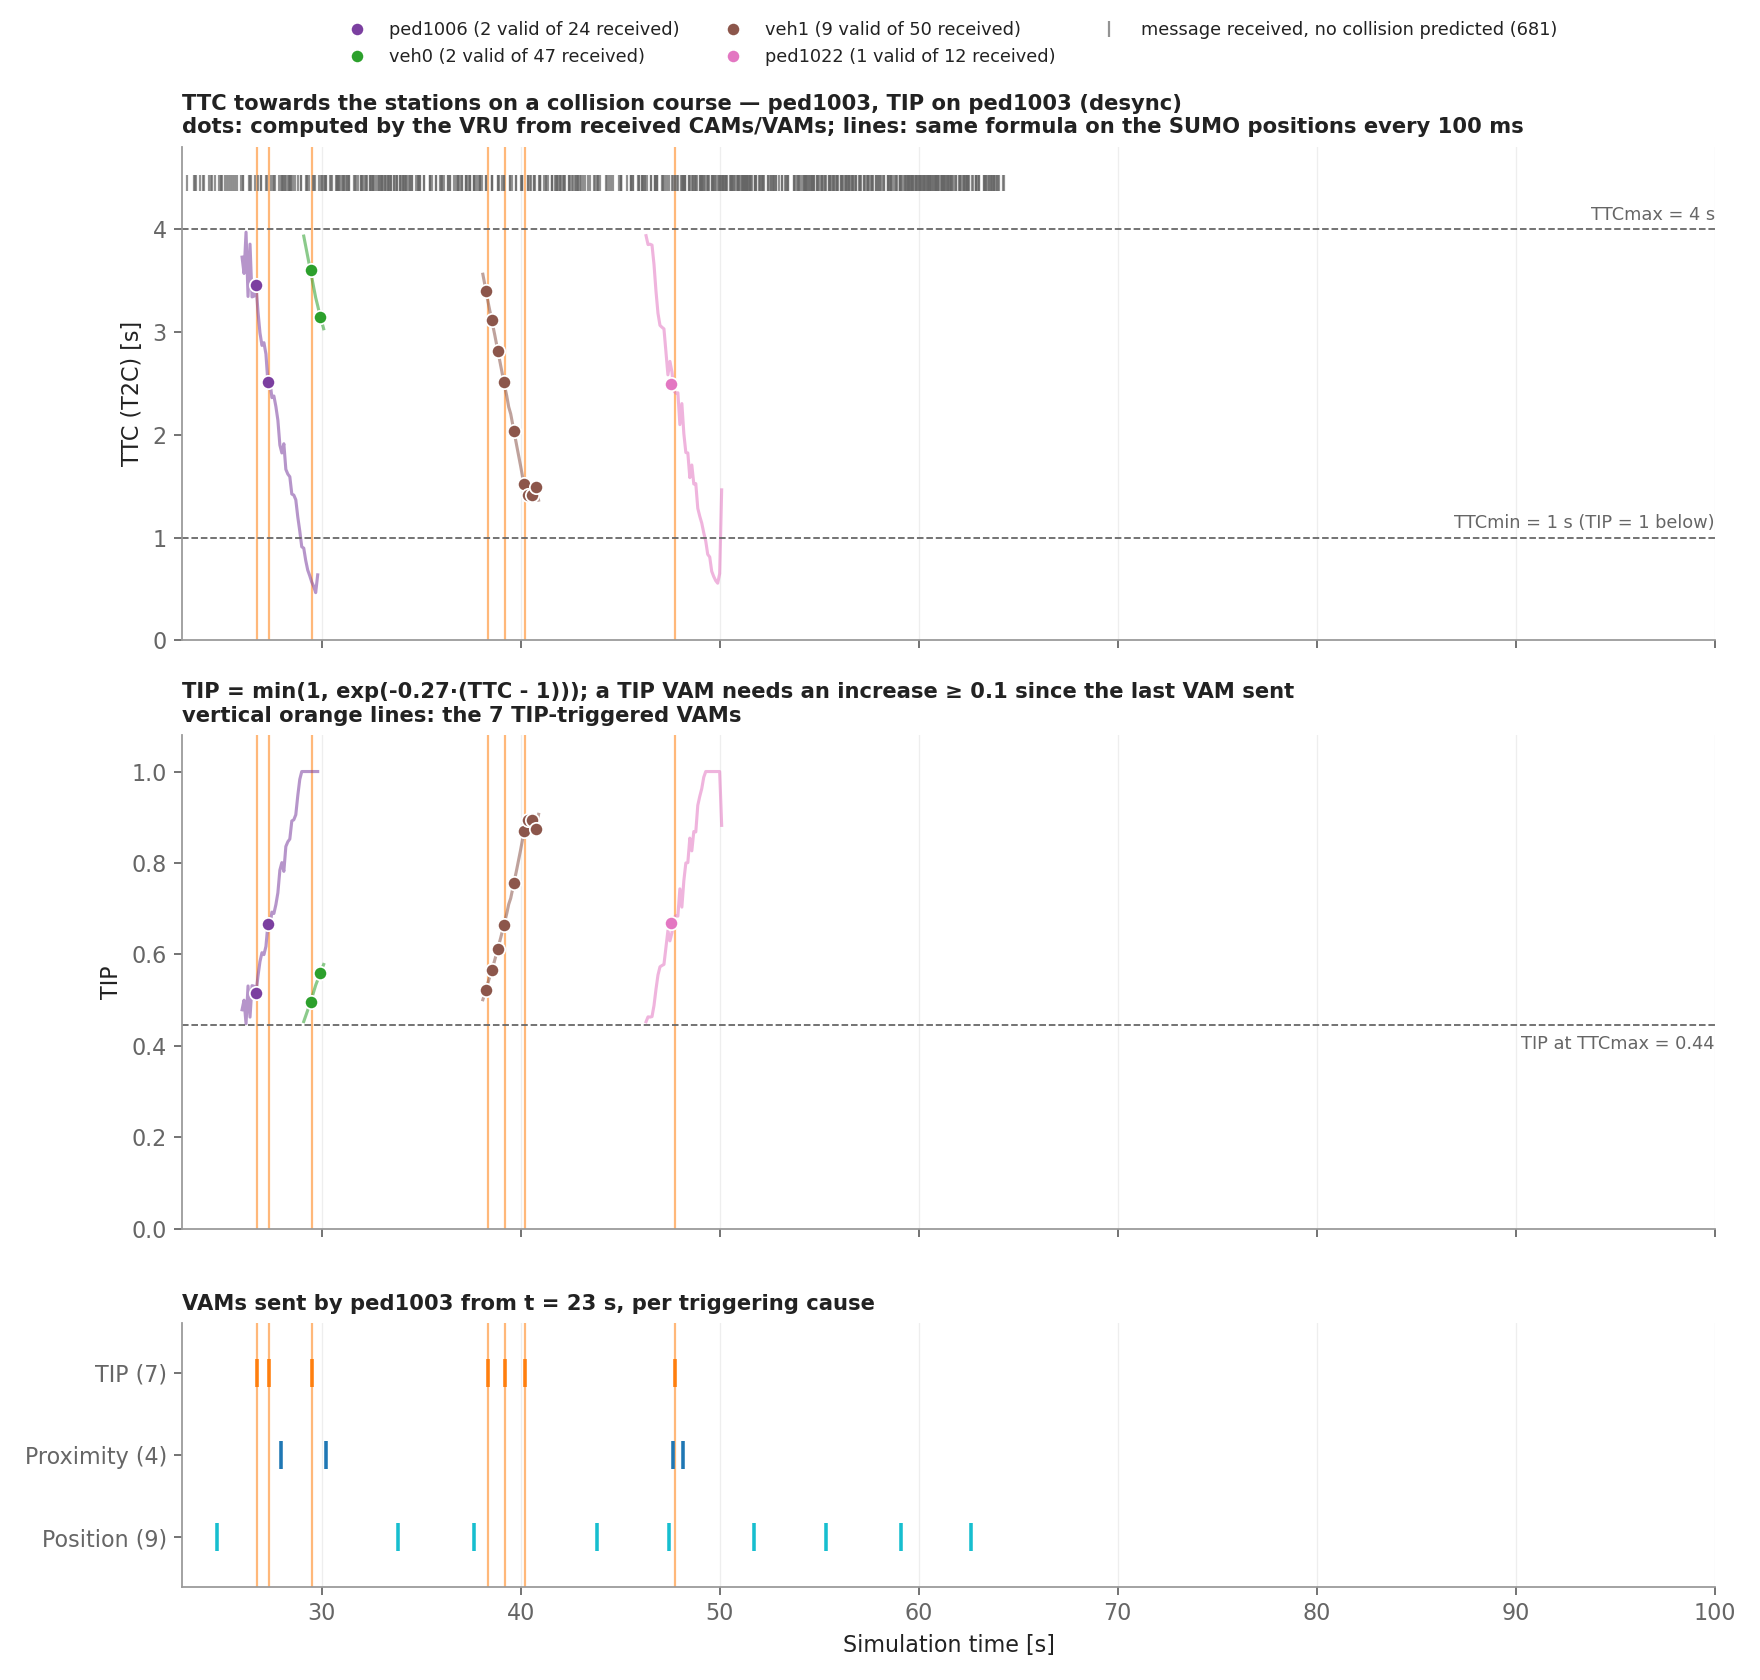 ped1006 (2 valid of 24 received)
veh0 (2 valid of 47 received)
veh1 (9 valid of 50 received)
ped1022 (1 valid of 12 received)
message received, no collision predicted (681)
TTC towards the stations on a collision course — ped1003, TIP on ped1003 (desync)
dots: computed by the VRU from received CAMs/VAMs; lines: same formula on the SUMO positions every 100 ms
TTC (T2C) [s]
4
3
2
1
0
TTCmax = 4 s
TTCmin = 1 s (TIP = 1 below)
TIP = min(1, exp(-0.27·(TTC - 1))); a TIP VAM needs an increase ≥ 0.1 since the last VAM sent
vertical orange lines: the 7 TIP-triggered VAMs
TIP
1.0
0.8
0.6
0.4
0.2
0.0
TIP at TTCmax = 0.44
VAMs sent by ped1003 from t = 23 s, per triggering cause
TIP (7)
Proximity (4)
Position (9)
30
40
50
60
70
80
90
100
Simulation time [s]